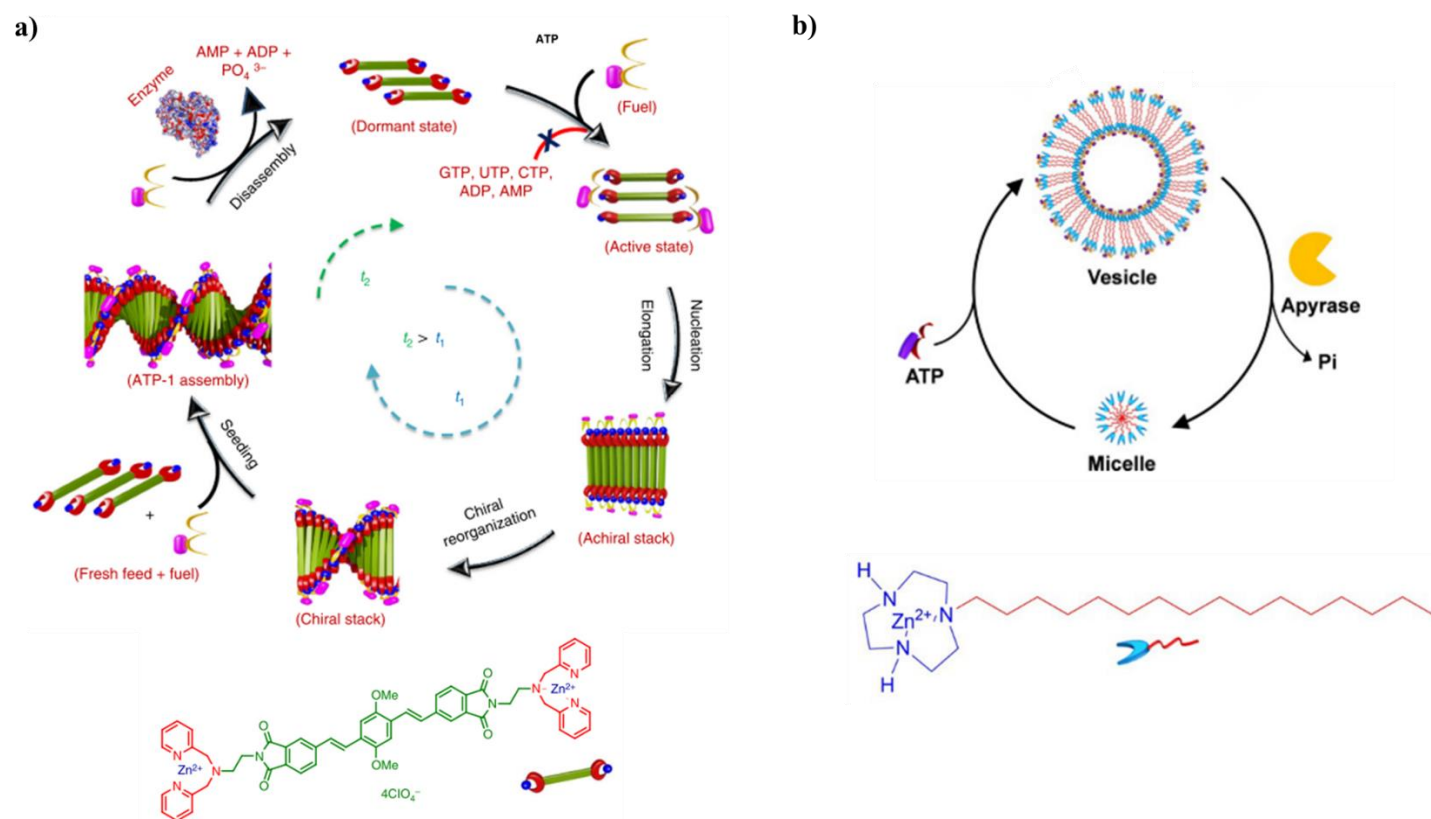 a)
Enzyme
AMP + ADP +
PO₄ ³⁻
Disassembly
(Dormant state)
ATP
(Fuel)
GTP, UTP, CTP,
ADP, AMP
(Active state)
Nucleation
Elongation
t₂
t₂ > t₁
t₁
(ATP-1 assembly)
Seeding
+
(Fresh feed + fuel)
(Chiral stack)
Chiral
reorganization
(Achiral stack)
N
Zn²⁺
N
N
N
O
O
OMe
OMe
O
O
N
N
Zn²⁺
N
N
4ClO₄⁻
b)
Vesicle
Apyrase
Pi
ATP
Micelle
H
N
Zn²⁺
N
N
H